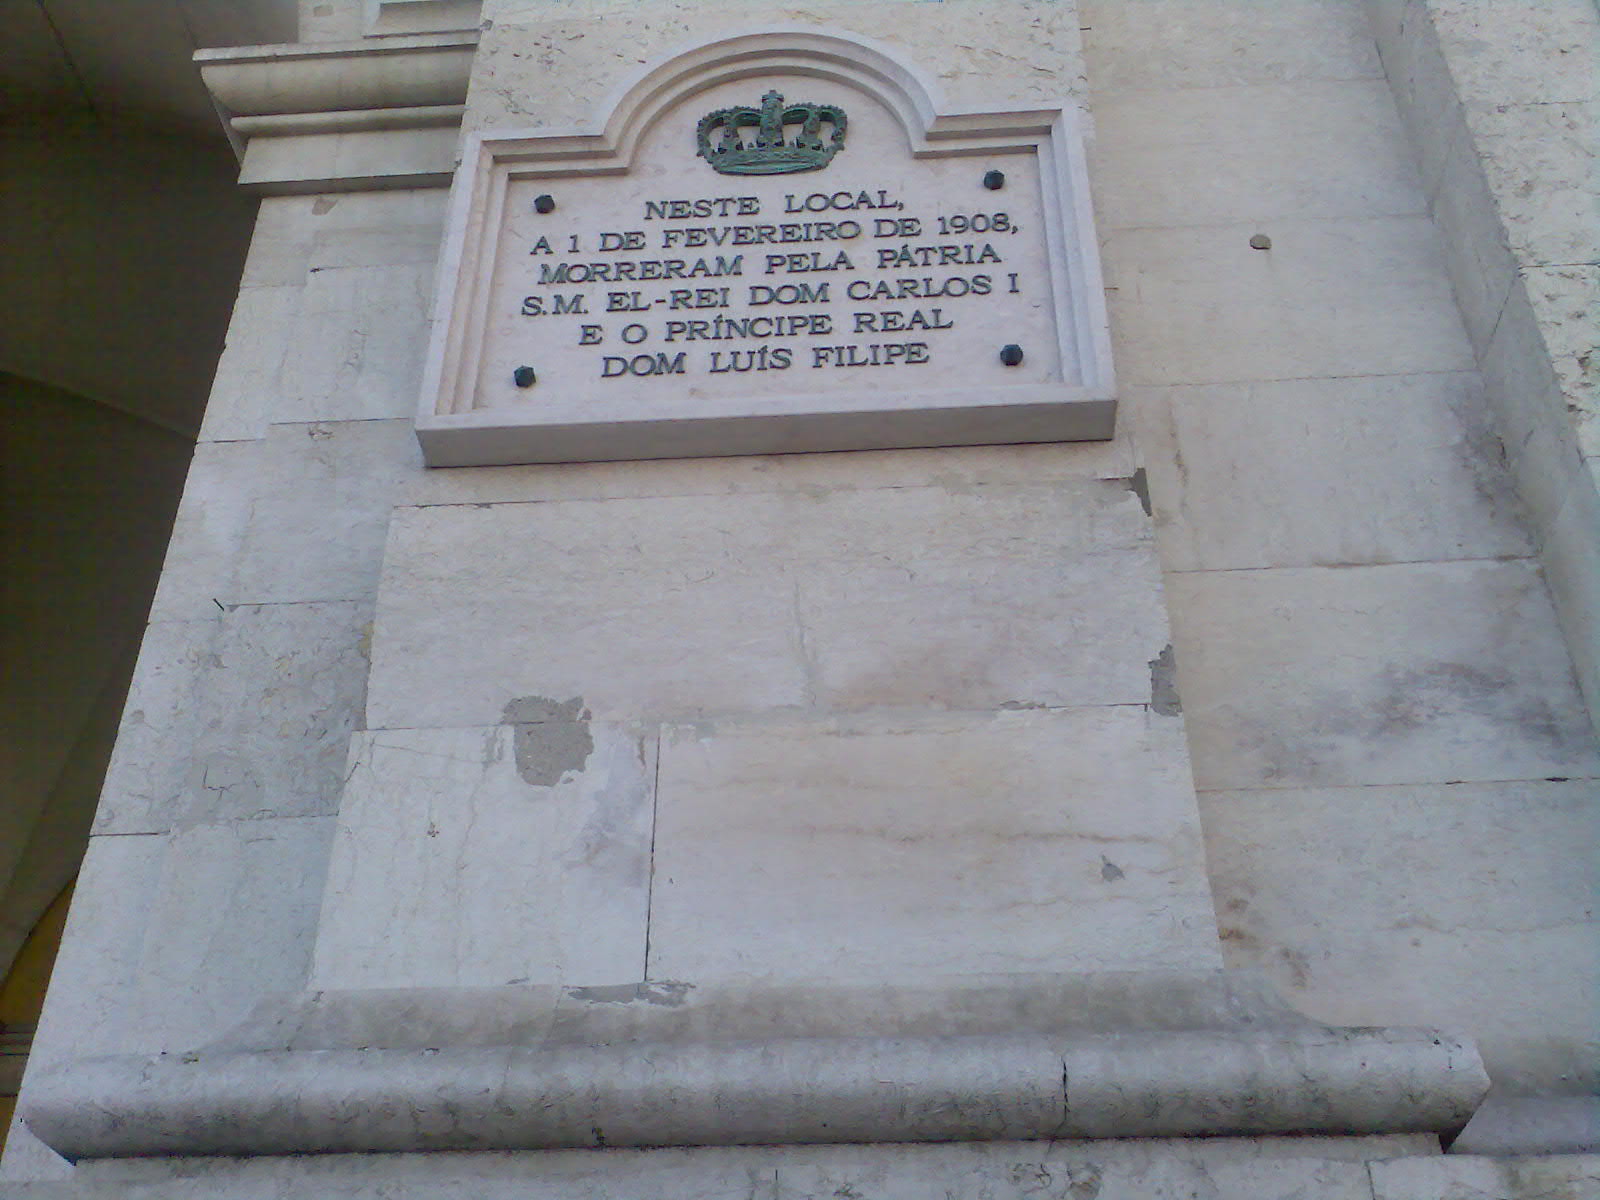 NESTE LOCAL,
A 1 DE FEVEREIRO DE 1908,
MORRERAM PELA PÁTRIA
S.M. EL-REI DOM CARLOS I
E O PRÍNCIPE REAL
DOM LUÍS FILIPE